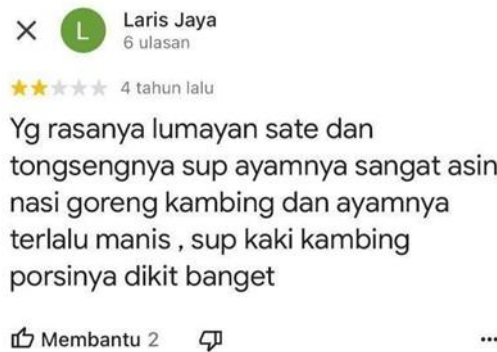 L
Laris Jaya
6 ulasan
4 tahun lalu
Yg rasanya lumayan sate dan
tongsengnya sup ayamnya sangat asin
nasi goreng kambing dan ayamnya
terlalu manis , sup kaki kambing
porsinya dikit banget
Membantu 2